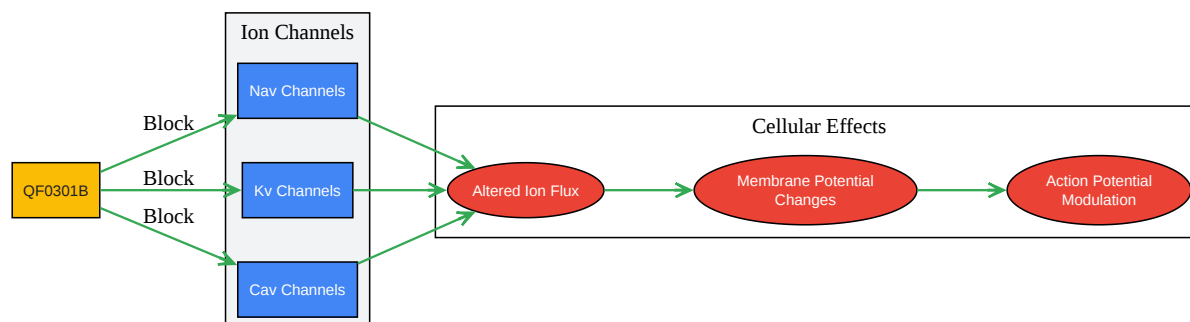 Ion Channels
Nav Channels
Block
Cellular Effects
Block
QF0301B
Kv Channels
Altered Ion Flux
Membrane Potential
Changes
Action Potential
Modulation
Block
Cav Channels